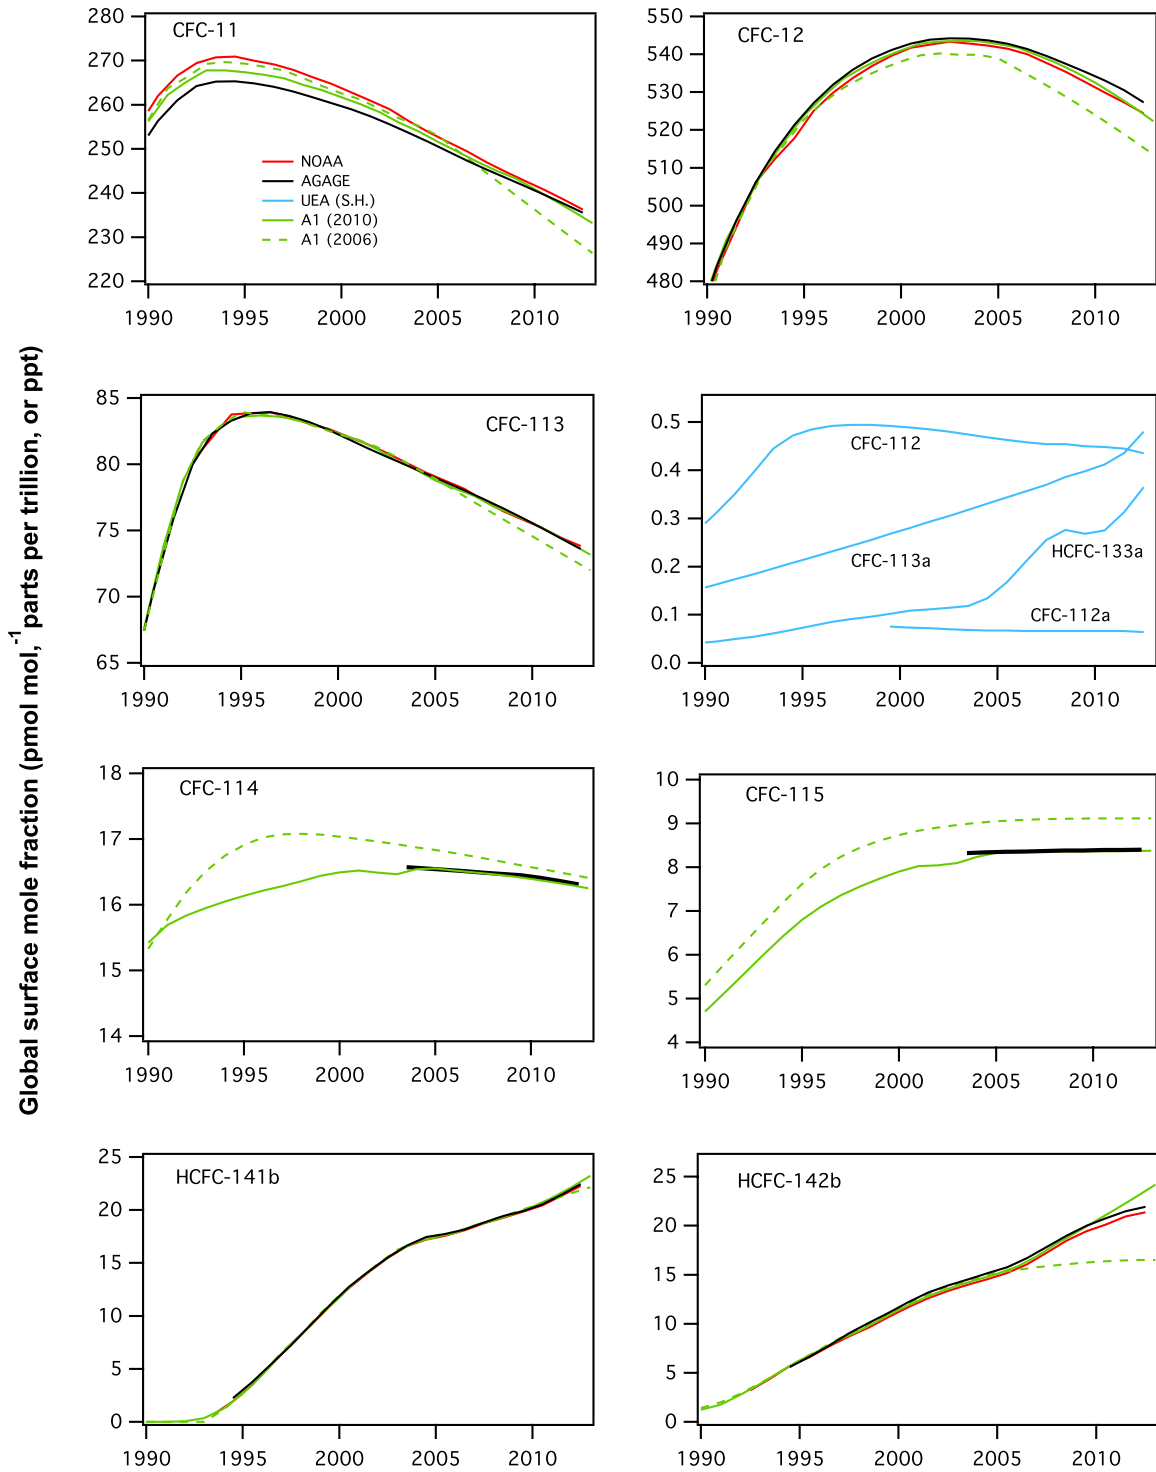 Global surface mole fraction (pmol mol,-1 parts per trillion, or ppt)
CFC-11
280
270
260
250
240
230
220
NOAA
AGAGE
UEA (S.H.)
A1 (2010)
A1 (2006)
1990 1995 2000 2005 2010
CFC-12
550
540
530
520
510
500
490
480
1990 1995 2000 2005 2010
CFC-113
85
80
75
70
65
1990 1995 2000 2005 2010
0.5
0.4
0.3
0.2
0.1
0.0
CFC-112
CFC-113a
HCFC-133a
CFC-112a
1990 1995 2000 2005 2010
CFC-114
18
17
16
15
14
1990 1995 2000 2005 2010
CFC-115
10
9
8
7
6
5
4
1990 1995 2000 2005 2010
HCFC-141b
25
20
15
10
5
0
1990 1995 2000 2005 2010
HCFC-142b
25
20
15
10
5
0
1990 1995 2000 2005 2010